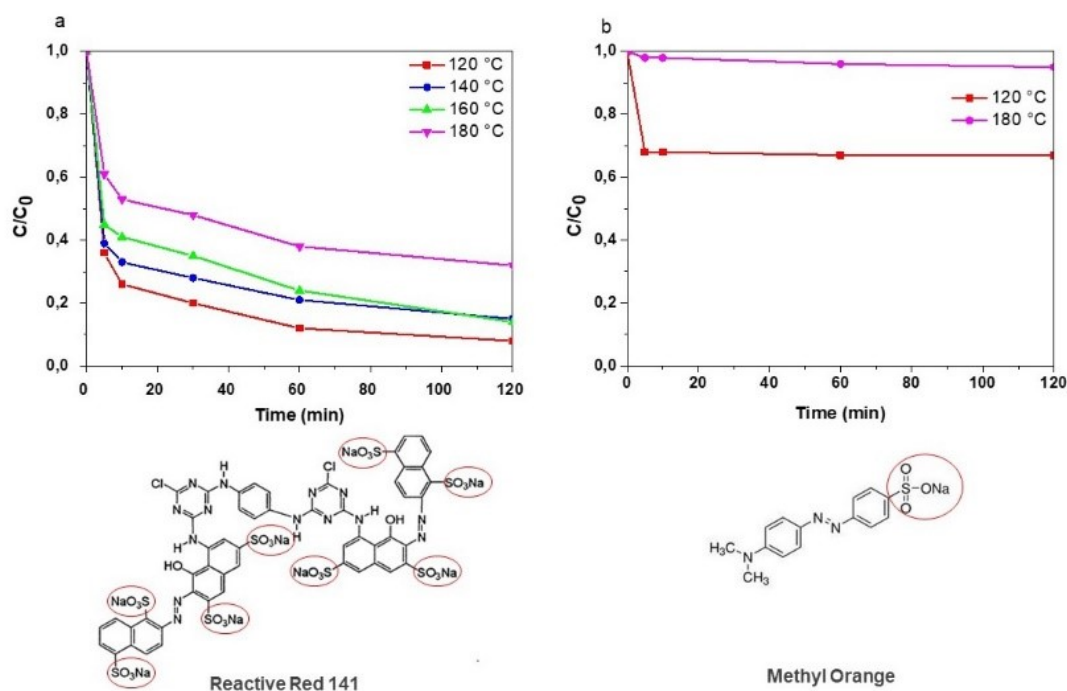 a
1,0
0,8
0,6
0,4
0,2
0,0
C/C0
0 20 40 60 80 100 120
Time (min)
120 °C
140 °C
160 °C
180 °C
b
1,0
0,8
0,6
0,4
0,2
0,0
C/C0
0 20 40 60 80 100 120
Time (min)
120 °C
180 °C
NaO3S
SO3Na
Cl
H
N
N
N
N
N
Cl
N
N
N
N
H
N
H
N
H
SO3Na
OH
N
N
NaO3S
SO3Na
HO
NaO3S
N
N
SO3Na
SO3Na
Reactive Red 141
O
S
ONa
O
N
N
H3C
N
CH3
Methyl Orange